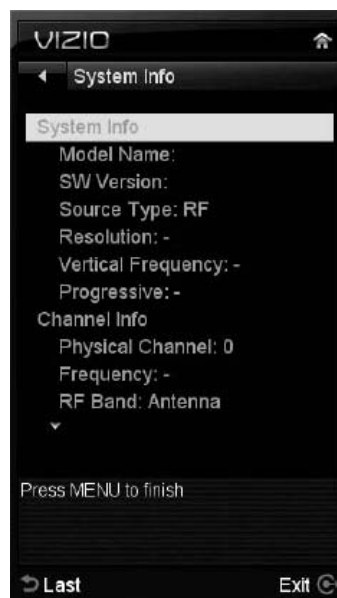 VIZIO
System Info
System Info
Model Name:
SW Version:
Source Type: RF
Resolution: -
Vertical Frequency: -
Progressive: -
Channel Info
Physical Channel: 0
Frequency: -
RF Band: Antenna
Press MENU to finish
Last Exit